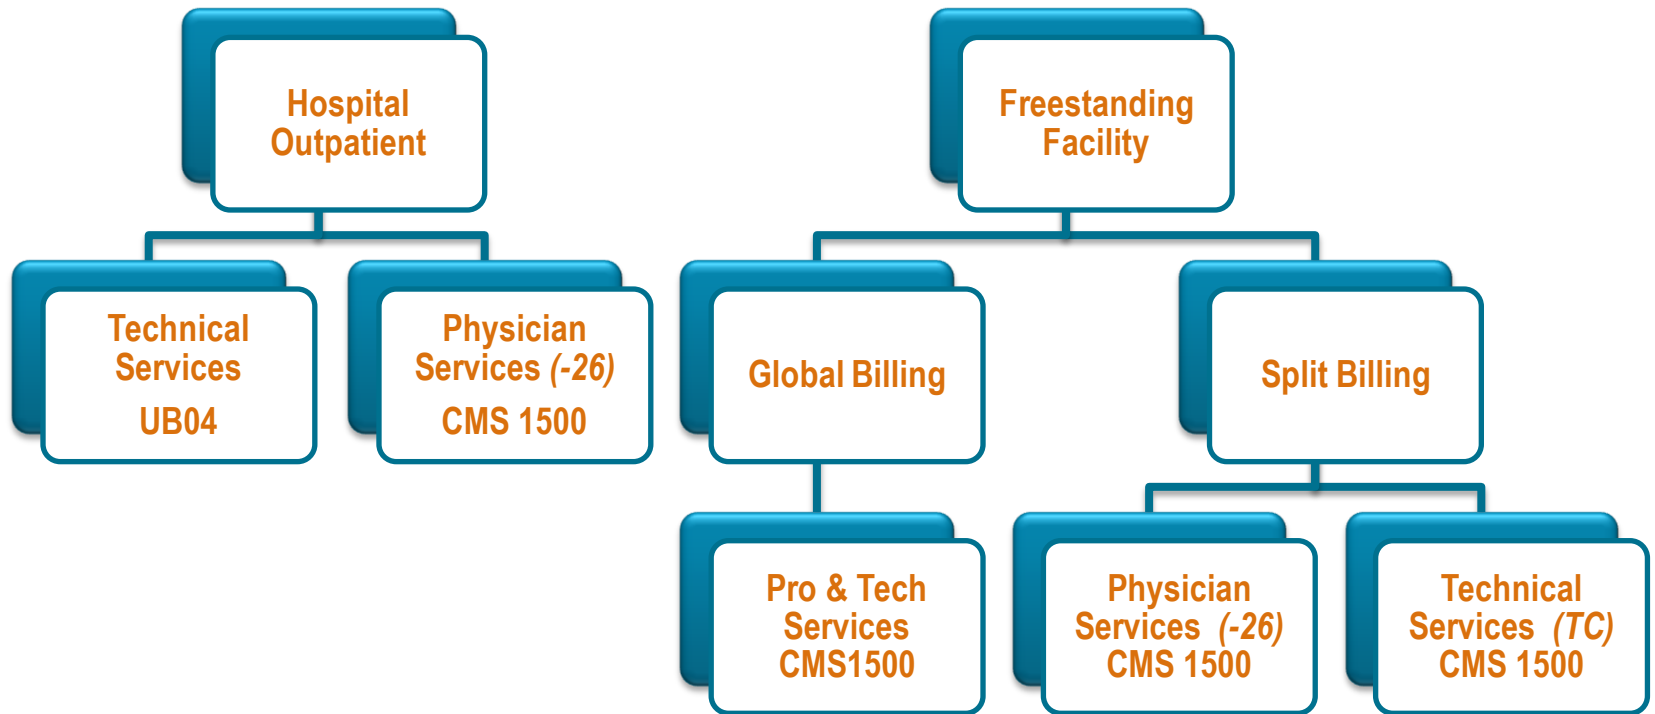 Hospital
Outpatient
Freestanding
Facility
Technical
Services
UB04
Physician
Services (-26)
CMS 1500
Global Billing
Split Billing
Pro & Tech
Services
CMS1500
Physician
Services (-26)
CMS 1500
Technical
Services (TC)
CMS 1500